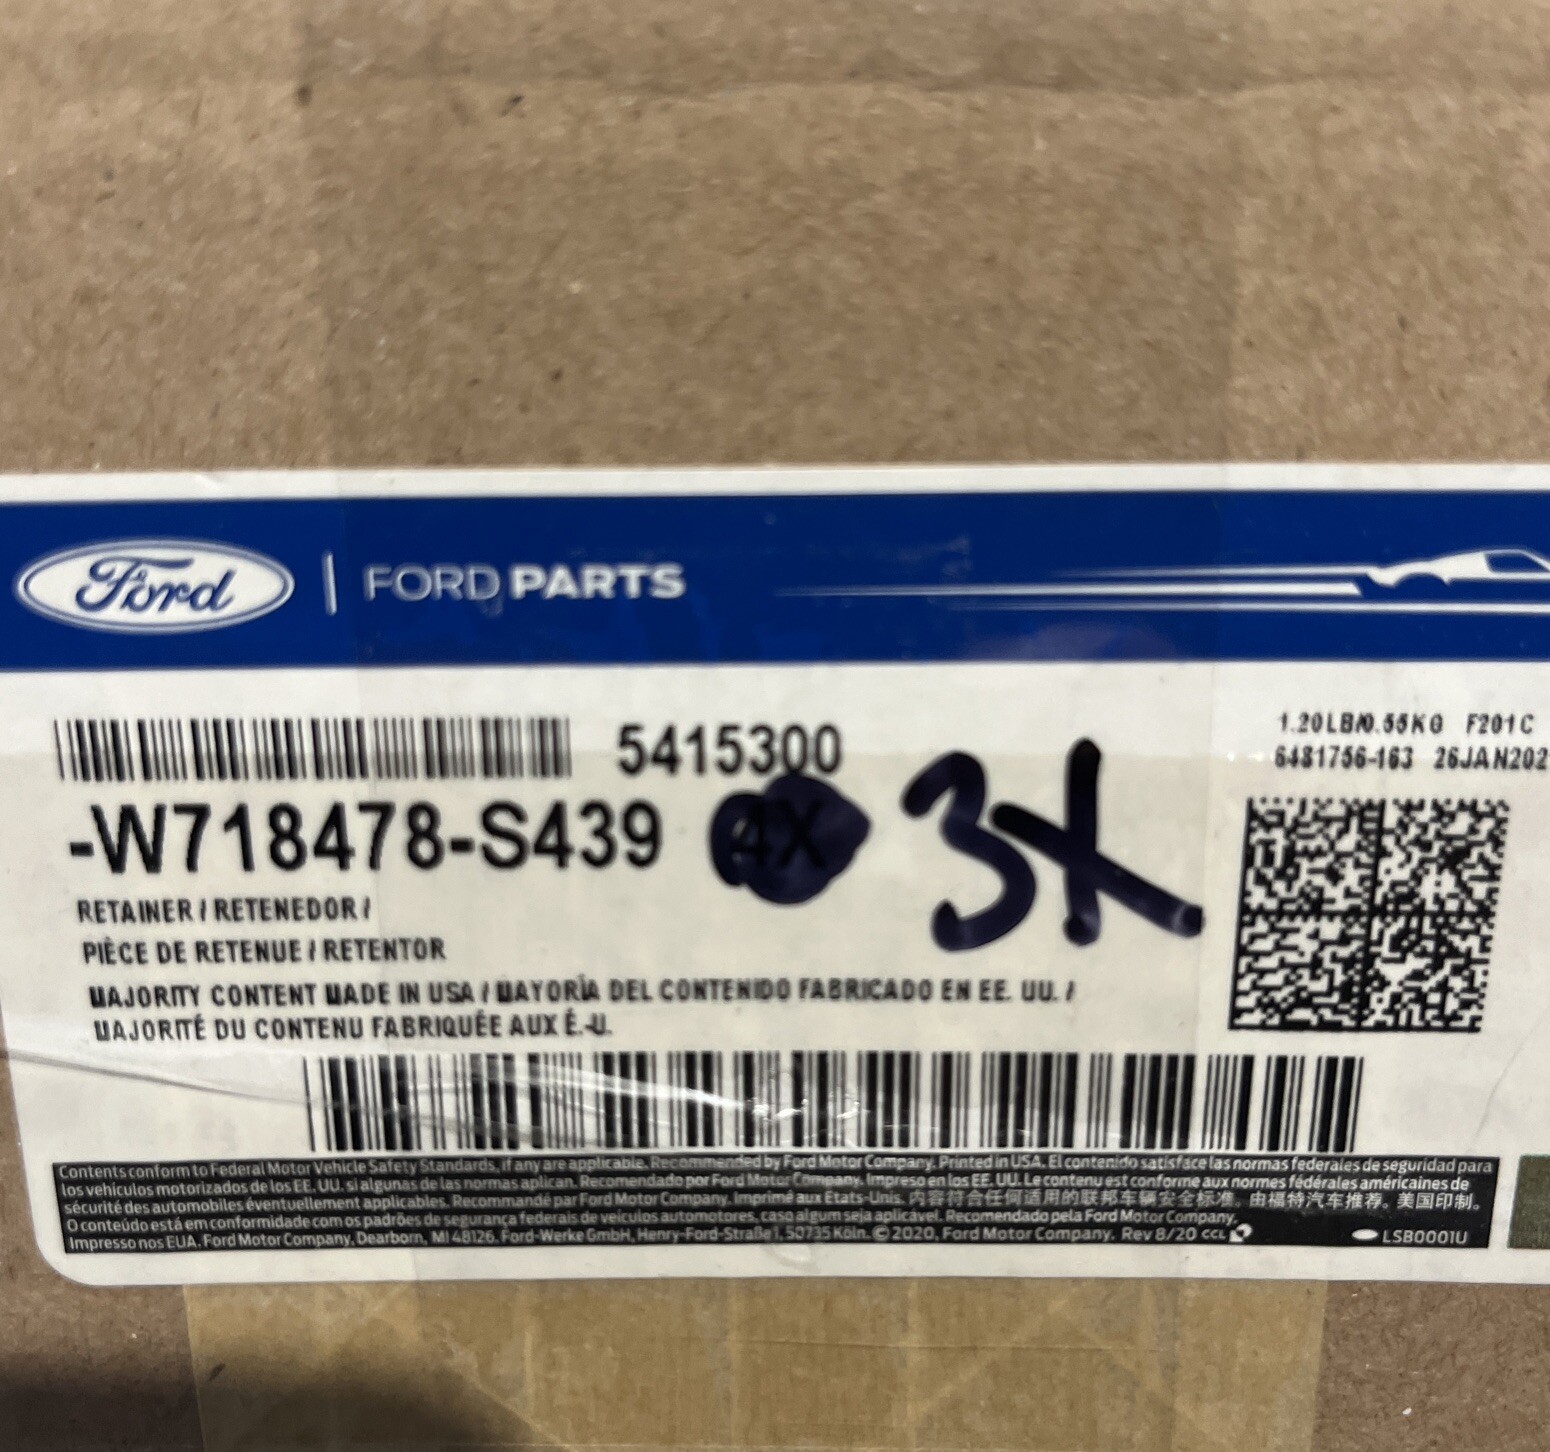 Ford | FORD PARTS
5415300
1.20LB/0.55KG F201C
6481756-163 26JAN202
-W718478-S439 4X 3X
RETAINER / RETENEDOR /
PIÈCE DE RETENUE / RETENTOR
MAJORITY CONTENT MADE IN USA / MAYORÍA DEL CONTENIDO FABRICADO EN EE. UU. /
MAJORITÉ DU CONTENU FABRIQUÉE AUX É.-U.
Contents conform to Federal Motor Vehicle Safety Standards, if any are applicable. Recommended by Ford Motor Company. Printed in USA. El contenido satisface las normas federales de seguridad para
los vehículos motorizados de los EE. UU. si algunas de las normas aplican. Recomendado por Ford Motor Company. Impreso en los EE. UU. Le contenu est conforme aux normes fédérales américaines de
sécurité des automobiles éventuellement applicables. Recommandé par Ford Motor Company. Imprimé aux États-Unis. 内容符合任何适用的联邦车辆安全标准。由福特汽车推荐。美国印制。
O conteúdo está em conformidade com os padrões de segurança federais de veículos automotores, caso algum seja aplicável. Recomendado pela Ford Motor Company.
Impresso nos EUA. Ford Motor Company, Dearborn, MI 48126. Ford-Werke GmbH, Henry-Ford-Straße 1, 50735 Köln. © 2020, Ford Motor Company. Rev 8/20 CCL LSB0001U